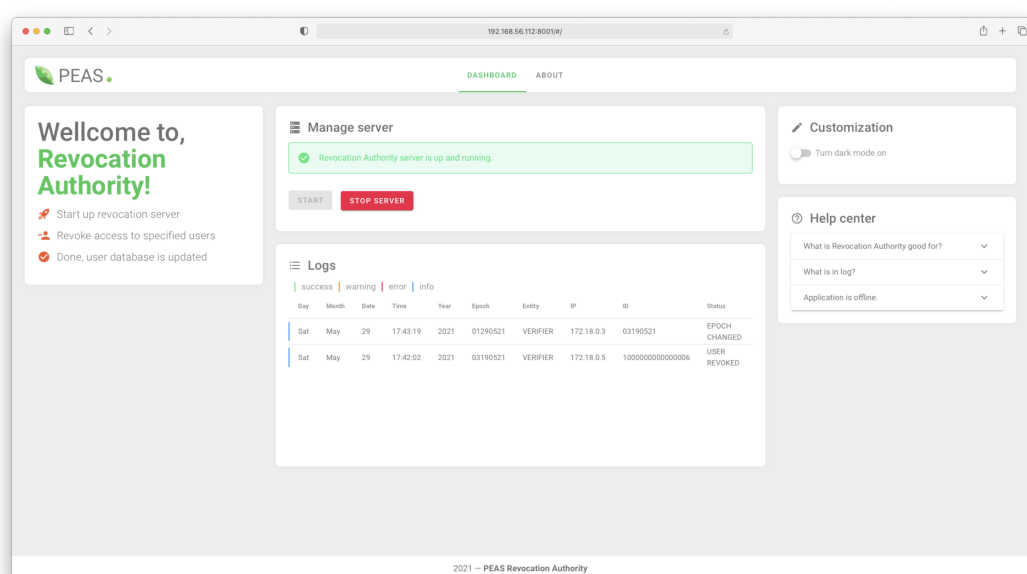 192.168.56.112:8001/#/
PEAS.
DASHBOARD ABOUT
Wellcome to,
Revocation
Authority!
Start up revocation server
Revoke access to specified users
Done, user database is updated
Manage server
Revocation Authority server is up and running.
START STOP SERVER
Logs
success warning error info
Day Month Date Time Year Epoch Entity IP ID Status
Sat May 29 17:43:19 2021 01290521 VERIFIER 172.18.0.3 03190521 EPOCH
CHANGED
Sat May 29 17:42:02 2021 03190521 VERIFIER 172.18.0.5 1000000000000006 USER
REVOKED
Customization
Turn dark mode on
Help center
What is Revocation Authority good for?
What is in log?
Application is offline.
2021 — PEAS Revocation Authority